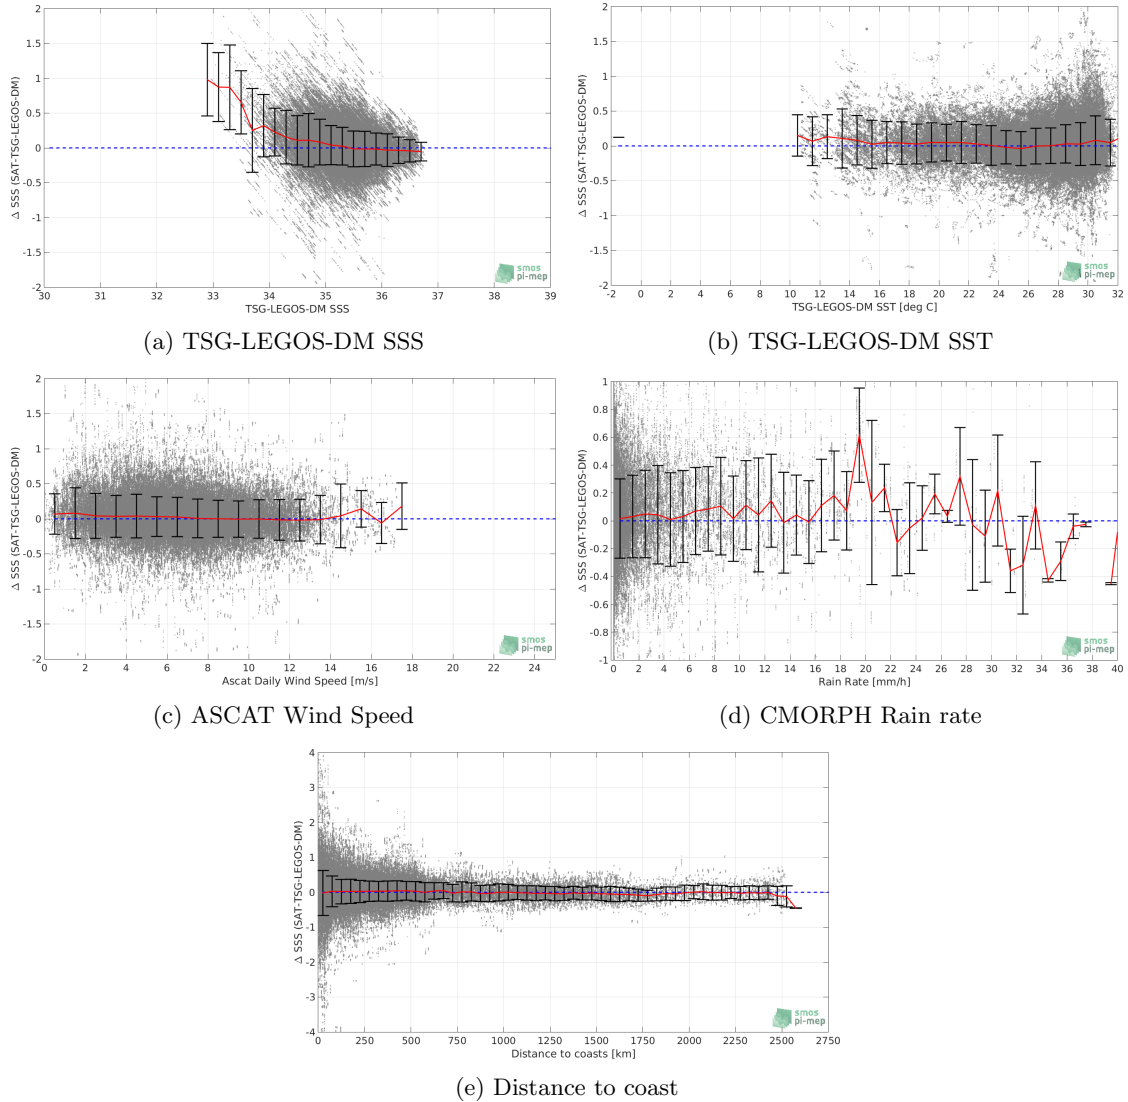 2
1.5
1
0.5
0
-0.5
-1
-1.5
-2
Δ SSS (SAT-TSG-LEGOS-DM)
30 31 32 33 34 35 36 37 38 39
TSG-LEGOS-DM SSS
smos
pi-mep
(a) TSG-LEGOS-DM SSS
2
1.5
1
0.5
0
-0.5
-1
-1.5
-2
Δ SSS (SAT-TSG-LEGOS-DM)
-2 0 2 4 6 8 10 12 14 16 18 20 22 24 26 28 30 32
TSG-LEGOS-DM SST [deg C]
smos
pi-mep
(b) TSG-LEGOS-DM SST
2
1.5
1
0.5
0
-0.5
-1
-1.5
-2
Δ SSS (SAT-TSG-LEGOS-DM)
0 2 4 6 8 10 12 14 16 18 20 22 24
Ascat Daily Wind Speed [m/s]
smos
pi-mep
(c) ASCAT Wind Speed
1
0.8
0.6
0.4
0.2
0
-0.2
-0.4
-0.6
-0.8
-1
Δ SSS (SAT-TSG-LEGOS-DM)
0 2 4 6 8 10 12 14 16 18 20 22 24 26 28 30 32 34 36 38 40
Rain Rate [mm/h]
smos
pi-mep
(d) CMORPH Rain rate
4
3
2
1
0
-1
-2
-3
-4
Δ SSS (SAT-TSG-LEGOS-DM)
0 250 500 750 1000 1250 1500 1750 2000 2250 2500 2750
Distance to coasts [km]
smos
pi-mep
(e) Distance to coast